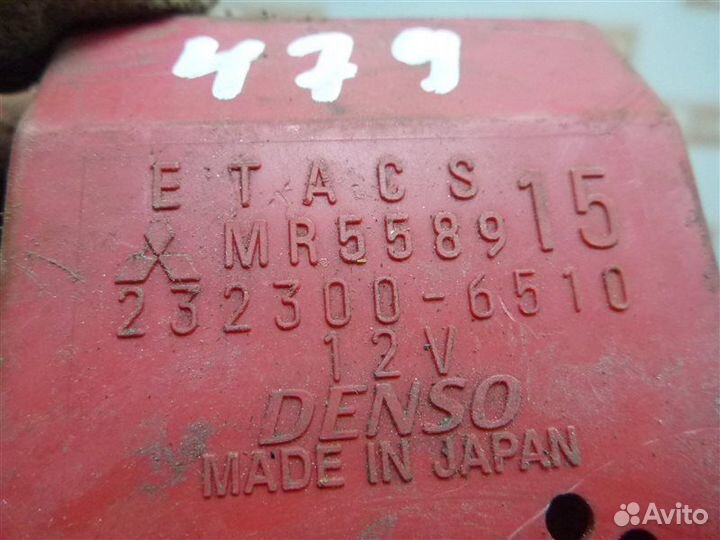 479
ETACS
MR558915
232300-6510
12V
DENSO
MADE IN JAPAN
Avito